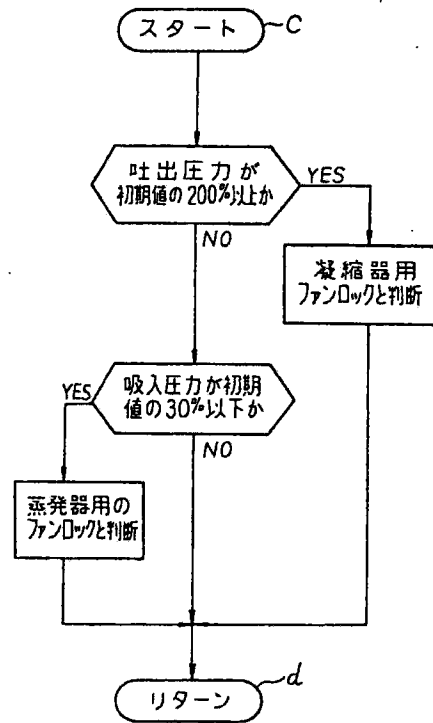 スタート
C
吐出圧力が
初期値の200%以上か
YES
NO
凝縮器用
ファンロックと判断
吸入圧力が初期
値の30%以下か
YES
NO
蒸発器用の
ファンロックと判断
リターン
d